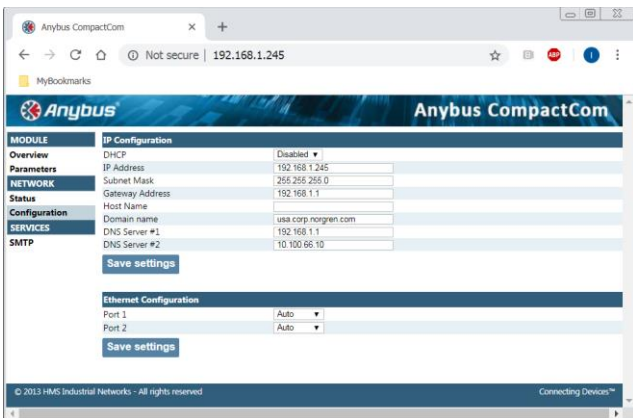 Anybus CompactCom
Not secure | 192.168.1.245
ABP
I
MyBookmarks
Anybus Anybus CompactCom
MODULE
Overview
Parameters
NETWORK
Status
Configuration
SERVICES
SMTP
IP Configuration
DHCP Disabled
IP Address 192.168.1.245
Subnet Mask 255.255.255.0
Gateway Address 192.168.1.1
Host Name
Domain name usa.corp.norgren.com
DNS Server #1 192.168.1.1
DNS Server #2 10.100.66.10
Save settings
Ethernet Configuration
Port 1 Auto
Port 2 Auto
Save settings
© 2013 HMS Industrial Networks - All rights reserved Connecting Devices™